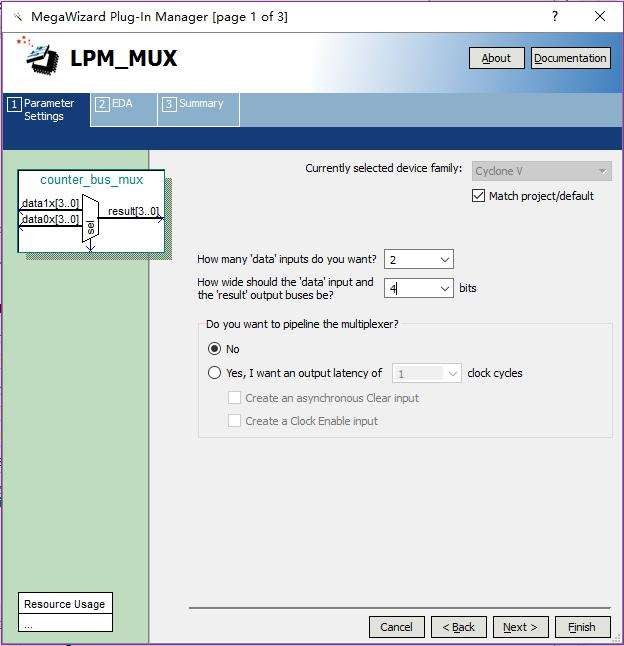 MegaWizard Plug-In Manager [page 1 of 3]
?
LPM_MUX
About
Documentation
1 Parameter Settings
2 EDA
3 Summary
counter_bus_mux
data1x[3..0]
data0x[3..0]
sel
result[3..0]
Currently selected device family:
Cyclone V
Match project/default
How many 'data' inputs do you want?
2
How wide should the 'data' input and
the 'result' output buses be?
4
bits
Do you want to pipeline the multiplexer?
No
Yes, I want an output latency of
1
clock cycles
Create an asynchronous Clear input
Create a Clock Enable input
Resource Usage
...
Cancel
< Back
Next >
Finish